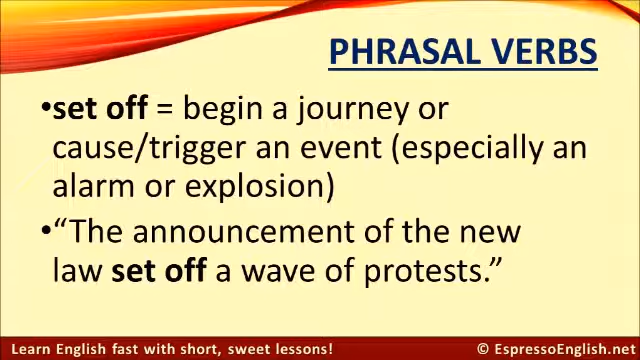 PHRASAL VERBS
•set off = begin a journey or
cause/trigger an event (especially an
alarm or explosion)
•“The announcement of the new
law set off a wave of protests.”
Learn English fast with short, sweet lessons!
© EspressoEnglish.net